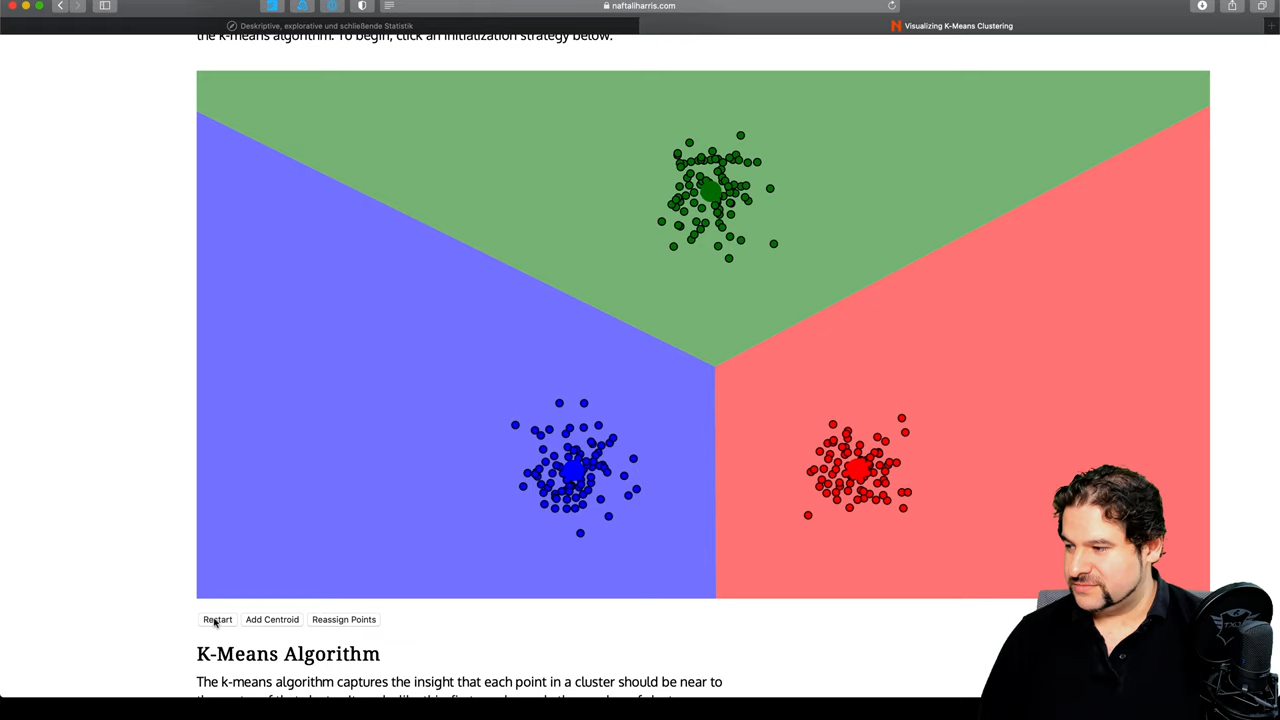 naftaliharris.com
Deskriptive, explorative und schließende Statistik
Visualizing K-Means Clustering
the k-means algorithm. To begin, click an initialization strategy below.
Restart Add Centroid Reassign Points
K-Means Algorithm
The k-means algorithm captures the insight that each point in a cluster should be near to